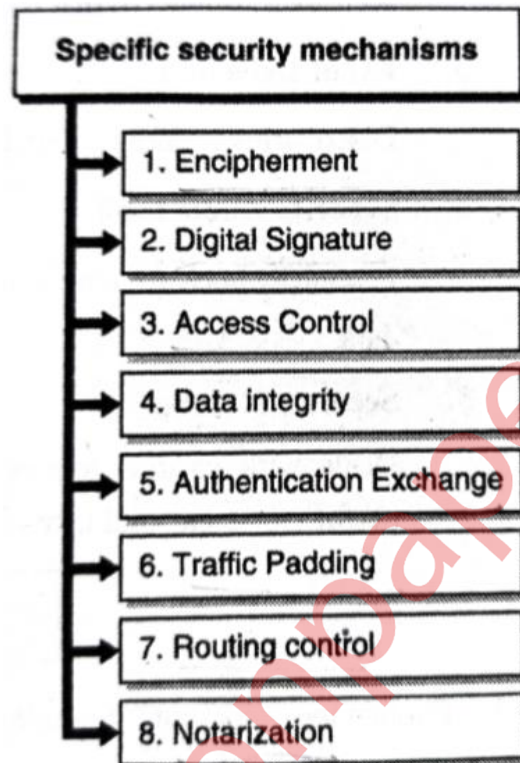 Specific security mechanisms
1. Encipherment
2. Digital Signature
3. Access Control
4. Data integrity
5. Authentication Exchange
6. Traffic Padding
7. Routing control
8. Notarization